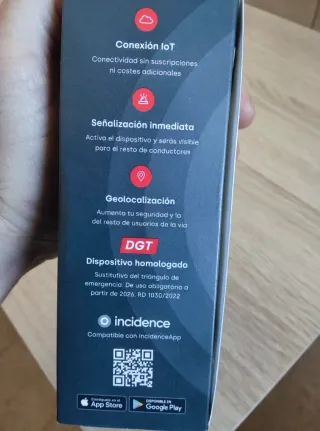 Conexión IoT
Conectividad sin suscripciones
ni costes adicionales
Señalización inmediata
Activa el dispositivo y serás visible
para el resto de conductores
Geolocalización
Aumenta tu seguridad y la
del resto de usuarios de la vía
DGT
Dispositivo homologado
Sustitutivo del triángulo de
emergencia. De uso obligatorio a
partir de 2026. RD 1030/2022
incidence
Compatible con IncidenceApp
App Store
DISPONIBLE EN
Google Play